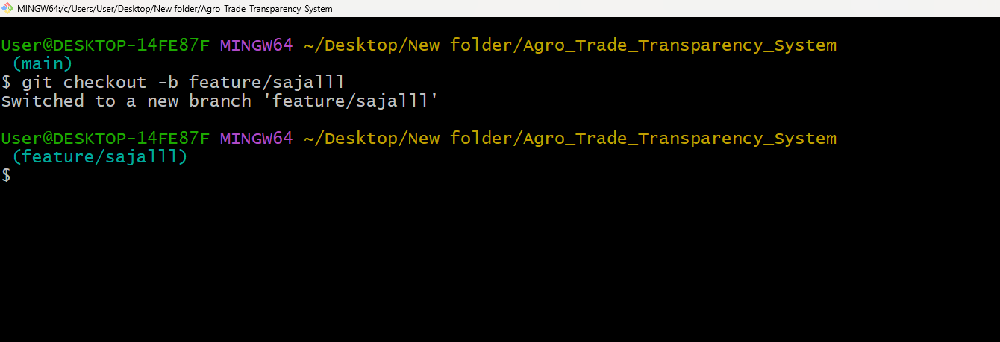 MINGW64:/c/Users/User/Desktop/New folder/Agro_Trade_Transparency_System
User@DESKTOP-14FE87F MINGW64 ~/Desktop/New folder/Agro_Trade_Transparency_System
(main)
$ git checkout -b feature/sajalll
Switched to a new branch 'feature/sajalll'
User@DESKTOP-14FE87F MINGW64 ~/Desktop/New folder/Agro_Trade_Transparency_System
(feature/sajalll)
$